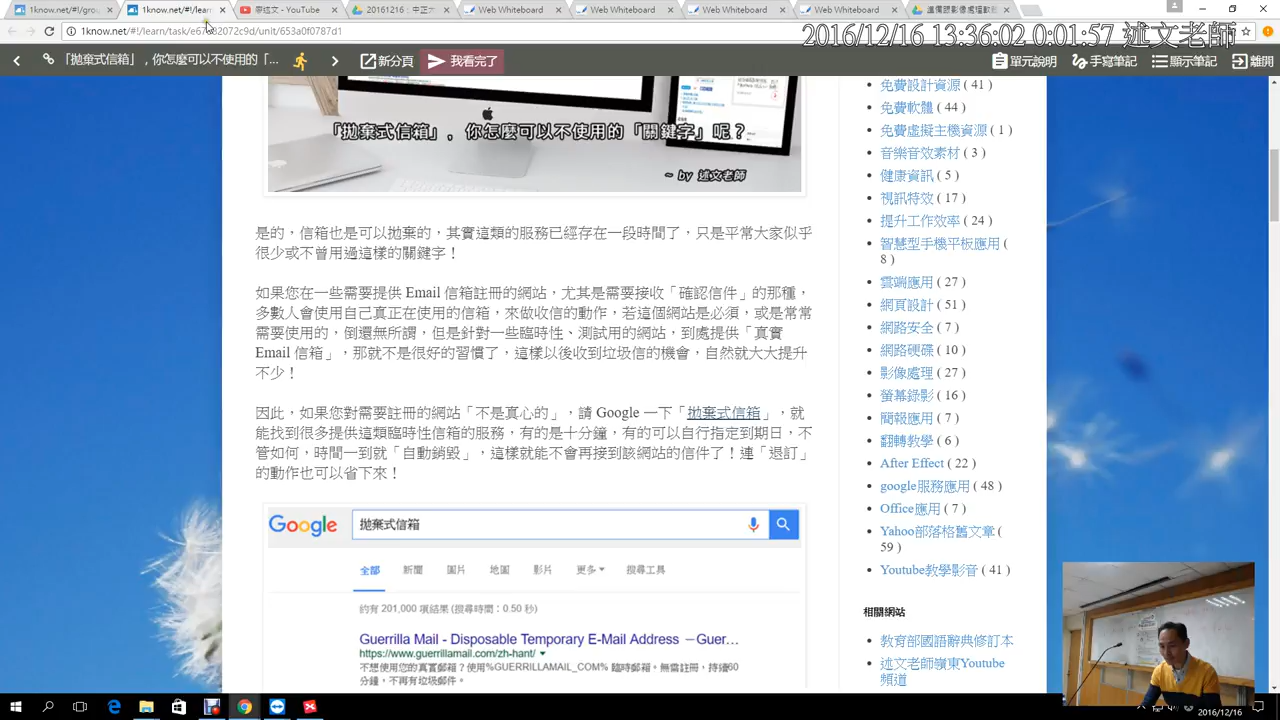 1know.net/#!/grou
1know.net/#!/learn
廖述文 - YouTube
20161216 - 中正大
Web Whiteboard
Web Whiteboard
Web Whiteboard
Web Whiteboard
進階跟影像處理軟體
1know.net/#!/learn/task/e67 82072c9d/unit/653a0f0787d1
2016/12/16 13:36:02 0:01:57 述文老師
「拋棄式信箱」，你怎麼可以不使用的「...
新分頁
我看完了
單元說明
手寫筆記
顯示筆記
離開
「拋棄式信箱」，你怎麼可以不使用的「關鍵字」呢？
~ by 述文老師
是的，信箱也是可以拋棄的，其實這類的服務已經存在一段時間了，只是平常大家似乎
很少或不曾用過這樣的關鍵字！
如果您在一些需要提供 Email 信箱註冊的網站，尤其是需要接收「確認信件」的那種，
多數人會使用自己真正在使用的信箱，來做收信的動作，若這個網站是必須，或是常常
需要使用的，倒還無所謂，但是針對一些臨時性、測試用的網站，到處提供「真實
Email 信箱」，那就不是很好的習慣了，這樣以後收到垃圾信的機會，自然就大大提升
不少！
因此，如果您對需要註冊的網站「不是真心的」，請 Google 一下「拋棄式信箱」，就
能找到很多提供這類臨時性信箱的服務，有的是十分鐘，有的可以自行指定到期日，不
管如何，時間一到就「自動銷毀」，這樣就能不會再接到該網站的信件了！連「退訂」
的動作也可以省下來！
Google
拋棄式信箱
全部
新聞
圖片
地圖
影片
更多
搜尋工具
約有 201,000 項結果 (搜尋時間：0.50 秒)
Guerrilla Mail - Disposable Temporary E-Mail Address －Guer...
https://www.guerrillamail.com/zh-hant/
不想使用您的真實郵箱？使用%GUERRILLAMAIL_COM% 臨時郵箱。無需註冊，持續60
分鐘，不再有垃圾郵件。
免費設計資源 ( 41 )
免費軟體 ( 44 )
免費虛擬主機資源 ( 1 )
音樂音效素材 ( 3 )
健康資訊 ( 5 )
視訊特效 ( 17 )
提升工作效率 ( 24 )
智慧型手機平板應用 (
8 )
雲端應用 ( 27 )
網頁設計 ( 51 )
網路安全 ( 7 )
網路硬碟 ( 10 )
影像處理 ( 27 )
螢幕錄影 ( 16 )
簡報應用 ( 7 )
翻轉教學 ( 6 )
After Effect ( 22 )
google服務應用 ( 48 )
Office應用 ( 7 )
Yahoo部落格舊文章 (
59 )
Youtube教學影音 ( 41 )
相關網站
教育部國語辭典修訂本
述文老師嶺東Youtube
頻道
2016/12/16